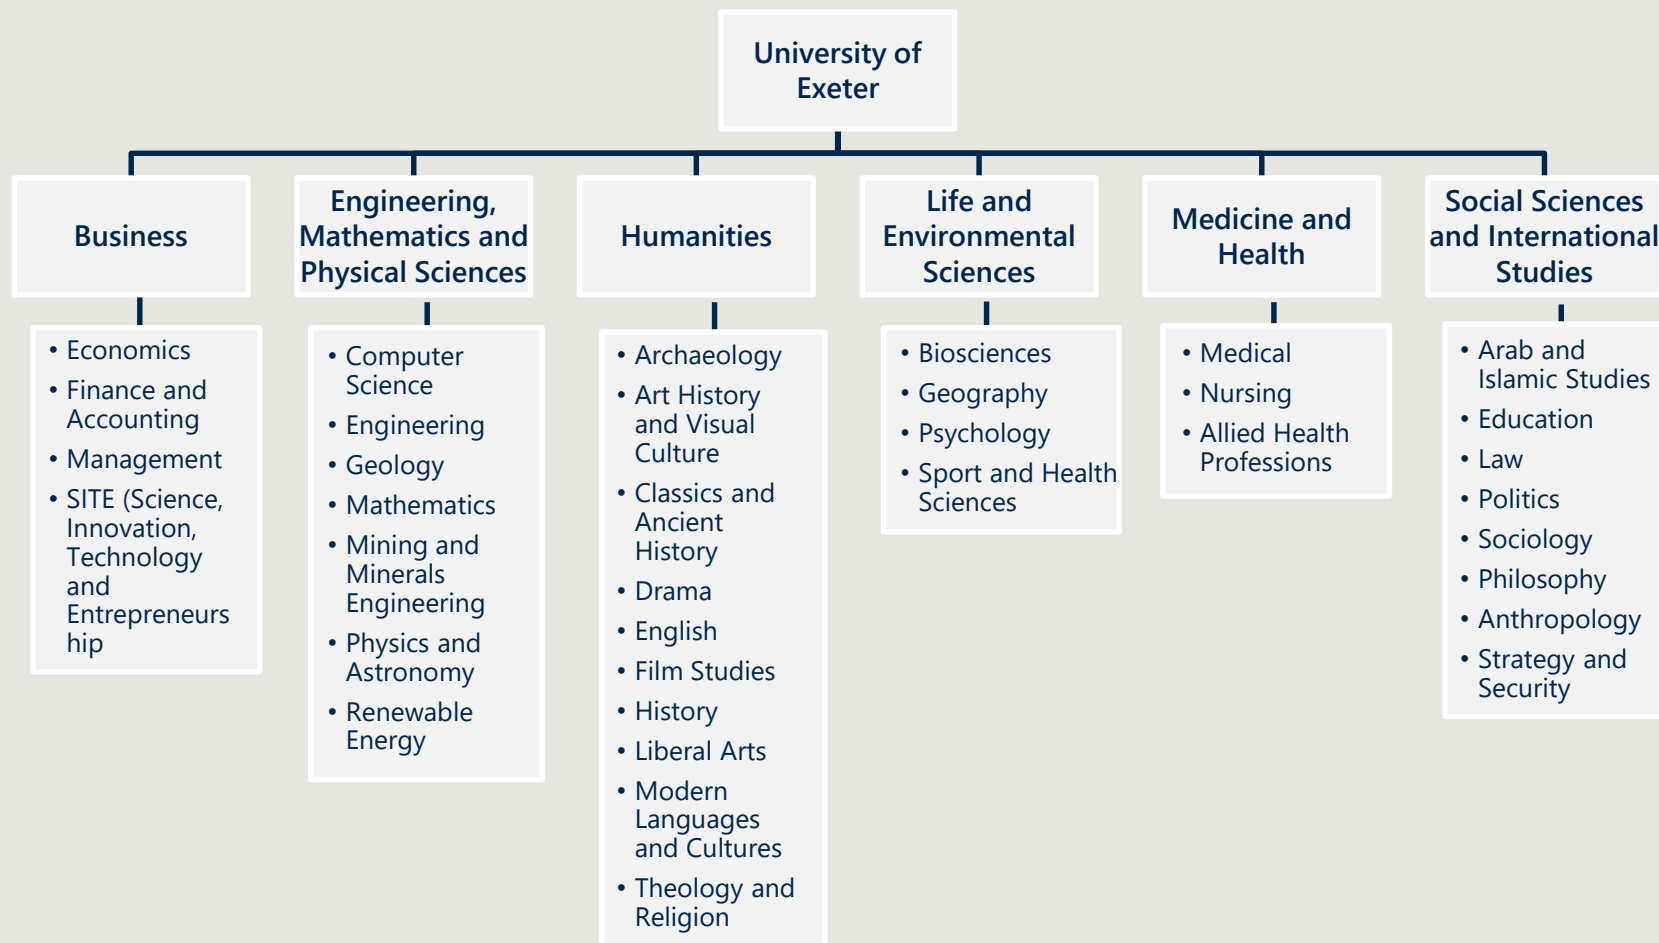 University of
Exeter
Business
Engineering,
Mathematics and
Physical Sciences
Humanities
Life and
Environmental
Sciences
Medicine and
Health
Social Sciences
and International
Studies
• Economics
• Finance and
Accounting
• Management
• SITE (Science,
Innovation,
Technology
and
Entrepreneurs
hip
• Computer
Science
• Engineering
• Geology
• Mathematics
• Mining and
Minerals
Engineering
• Physics and
Astronomy
• Renewable
Energy
• Archaeology
• Art History
and Visual
Culture
• Classics and
Ancient
History
• Drama
• English
• Film Studies
• History
• Liberal Arts
• Modern
Languages
and Cultures
• Theology and
Religion
• Biosciences
• Geography
• Psychology
• Sport and Health
Sciences
• Medical
• Nursing
• Allied Health
Professions
• Arab and
Islamic Studies
• Education
• Law
• Politics
• Sociology
• Philosophy
• Anthropology
• Strategy and
Security